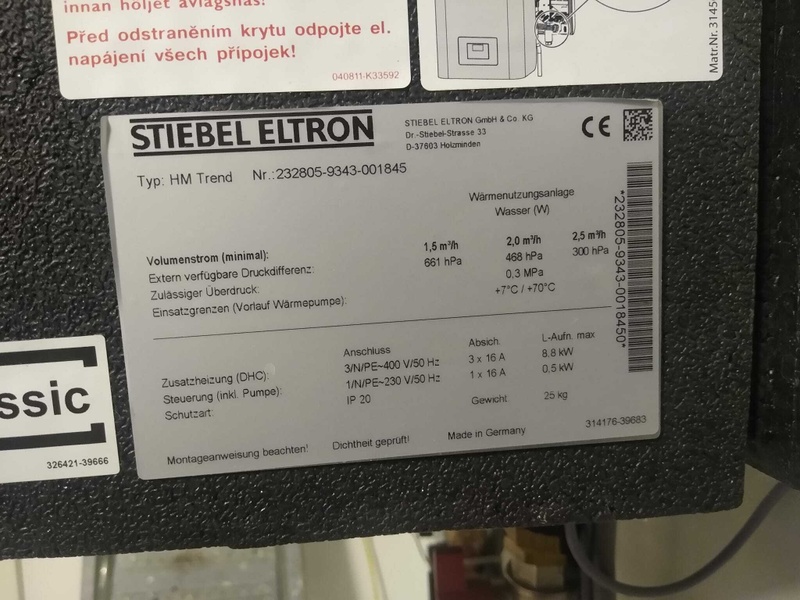 innan höljet avlägsnas!
Před odstraněním krytu odpojte el.
napájení všech přípojek!
040811-K33592
Matr.Nr. 3145
STIEBEL ELTRON
STIEBEL ELTRON GmbH & Co. KG
Dr.-Stiebel-Strasse 33
D-37603 Holzminden
CE
Typ: HM Trend Nr.:232805-9343-001845
Wärmenutzungsanlage
Wasser (W)
Volumenstrom (minimal): 1,5 m³/h 2,0 m³/h 2,5 m³/h
Extern verfügbare Druckdifferenz: 661 hPa 468 hPa 300 hPa
Zulässiger Überdruck: 0,3 MPa
Einsatzgrenzen (Vorlauf Wärmepumpe): +7°C / +70°C
*232805-9343-0018450*
Anschluss Absich. L-Aufn. max
Zusatzheizung (DHC): 3/N/PE~400 V/50 Hz 3 x 16 A 8,8 kW
Steuerung (inkl. Pumpe): 1/N/PE~230 V/50 Hz 1 x 16 A 0,5 kW
Schutzart: IP 20 Gewicht 25 kg
Montageanweisung beachten! Dichtheit geprüft! Made in Germany 314176-39683
ssic
326421-39666